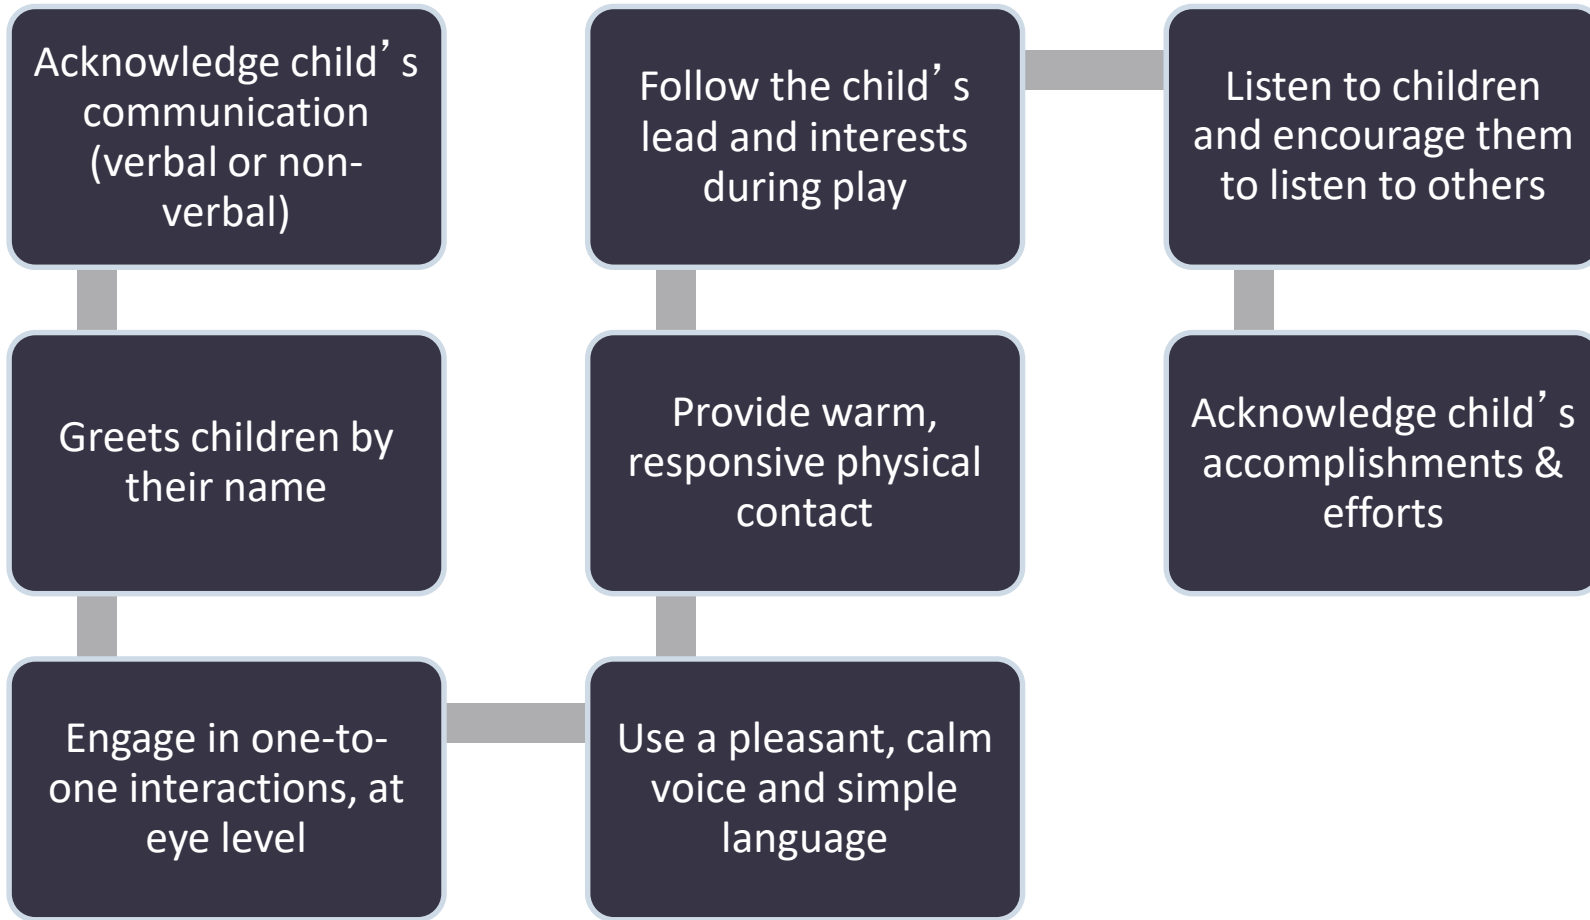 Acknowledge child’s
communication
(verbal or non-
verbal)
Greets children by
their name
Engage in one-to-
one interactions, at
eye level
Use a pleasant, calm
voice and simple
language
Provide warm,
responsive physical
contact
Follow the child’s
lead and interests
during play
Listen to children
and encourage them
to listen to others
Acknowledge child’s
accomplishments &
efforts